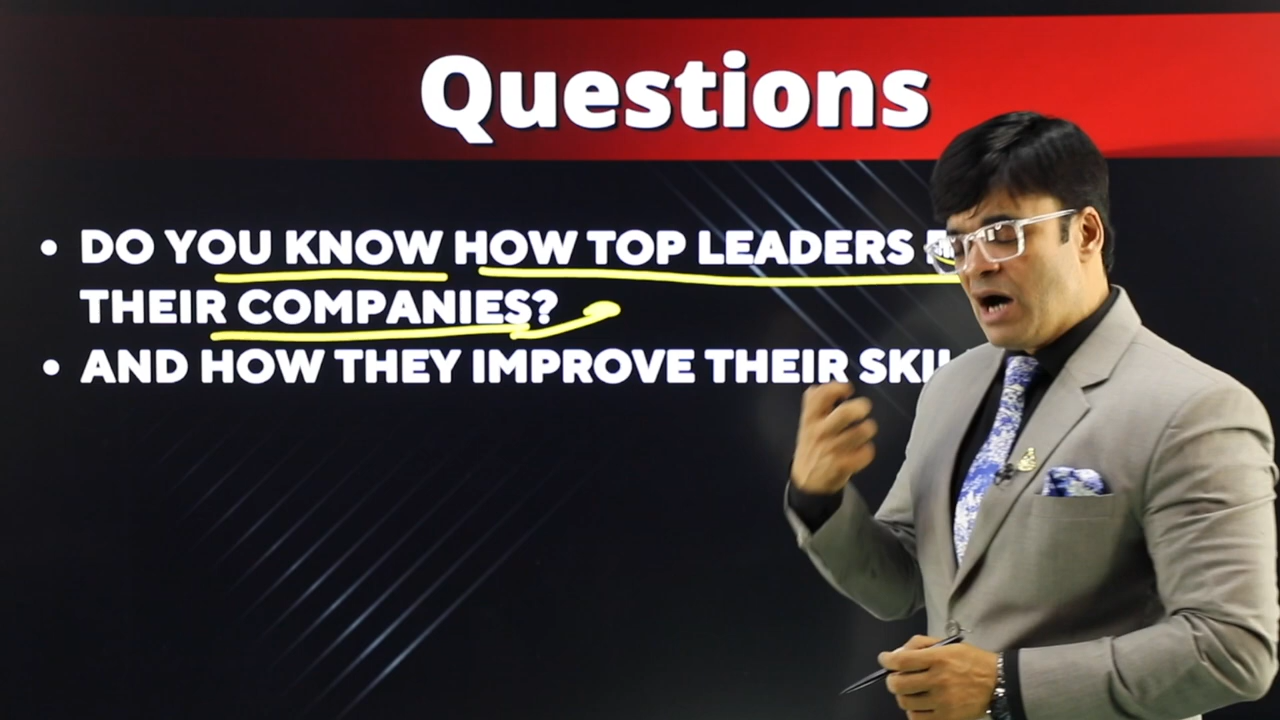 Questions
• DO YOU KNOW HOW TOP LEADERS
THEIR COMPANIES?
• AND HOW THEY IMPROVE THEIR